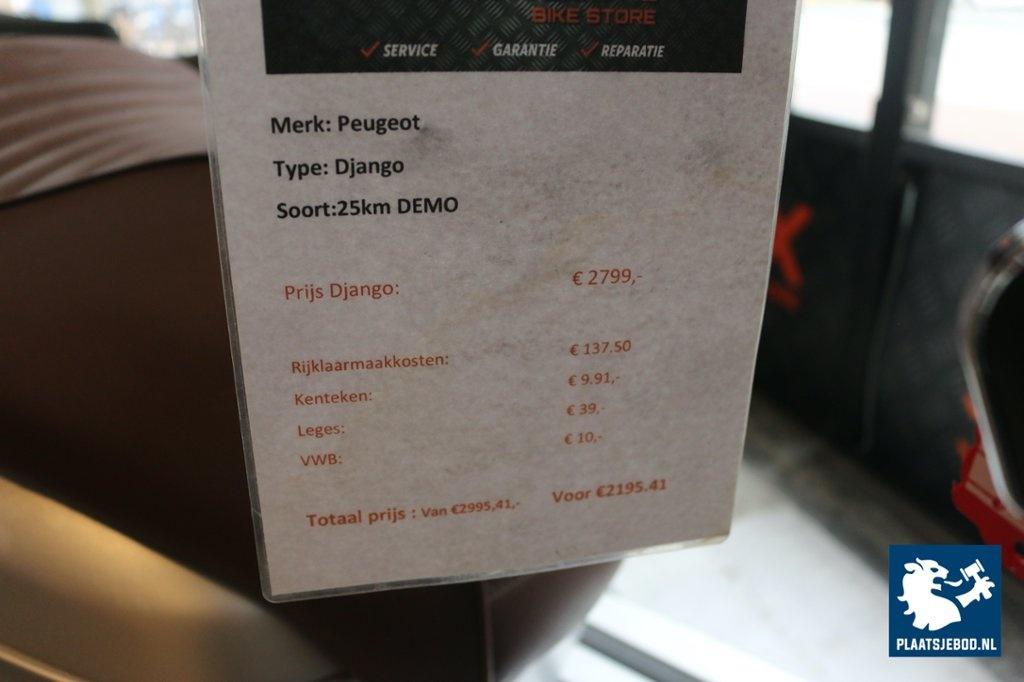 BIKE STORE
SERVICE GARANTIE REPARATIE
Merk: Peugeot
Type: Django
Soort:25km DEMO
Prijs Django: € 2799,-
Rijklaarmaakkosten: € 137.50
Kenteken: € 9.91,-
Leges: € 39,-
VWB: € 10,-
Totaal prijs : Van €2995,41,- Voor €2195.41
PLAATSJEBOD.NL